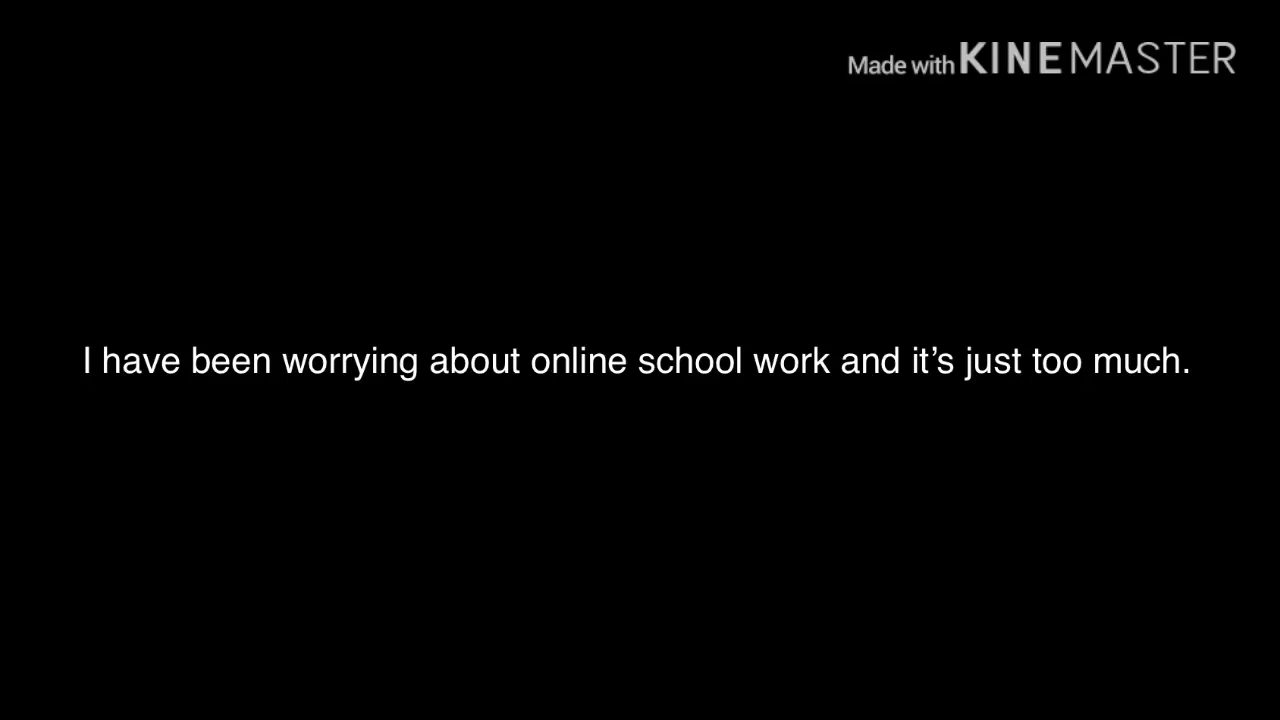 Made with KINEMASTER
I have been worrying about online school work and it’s just too much.